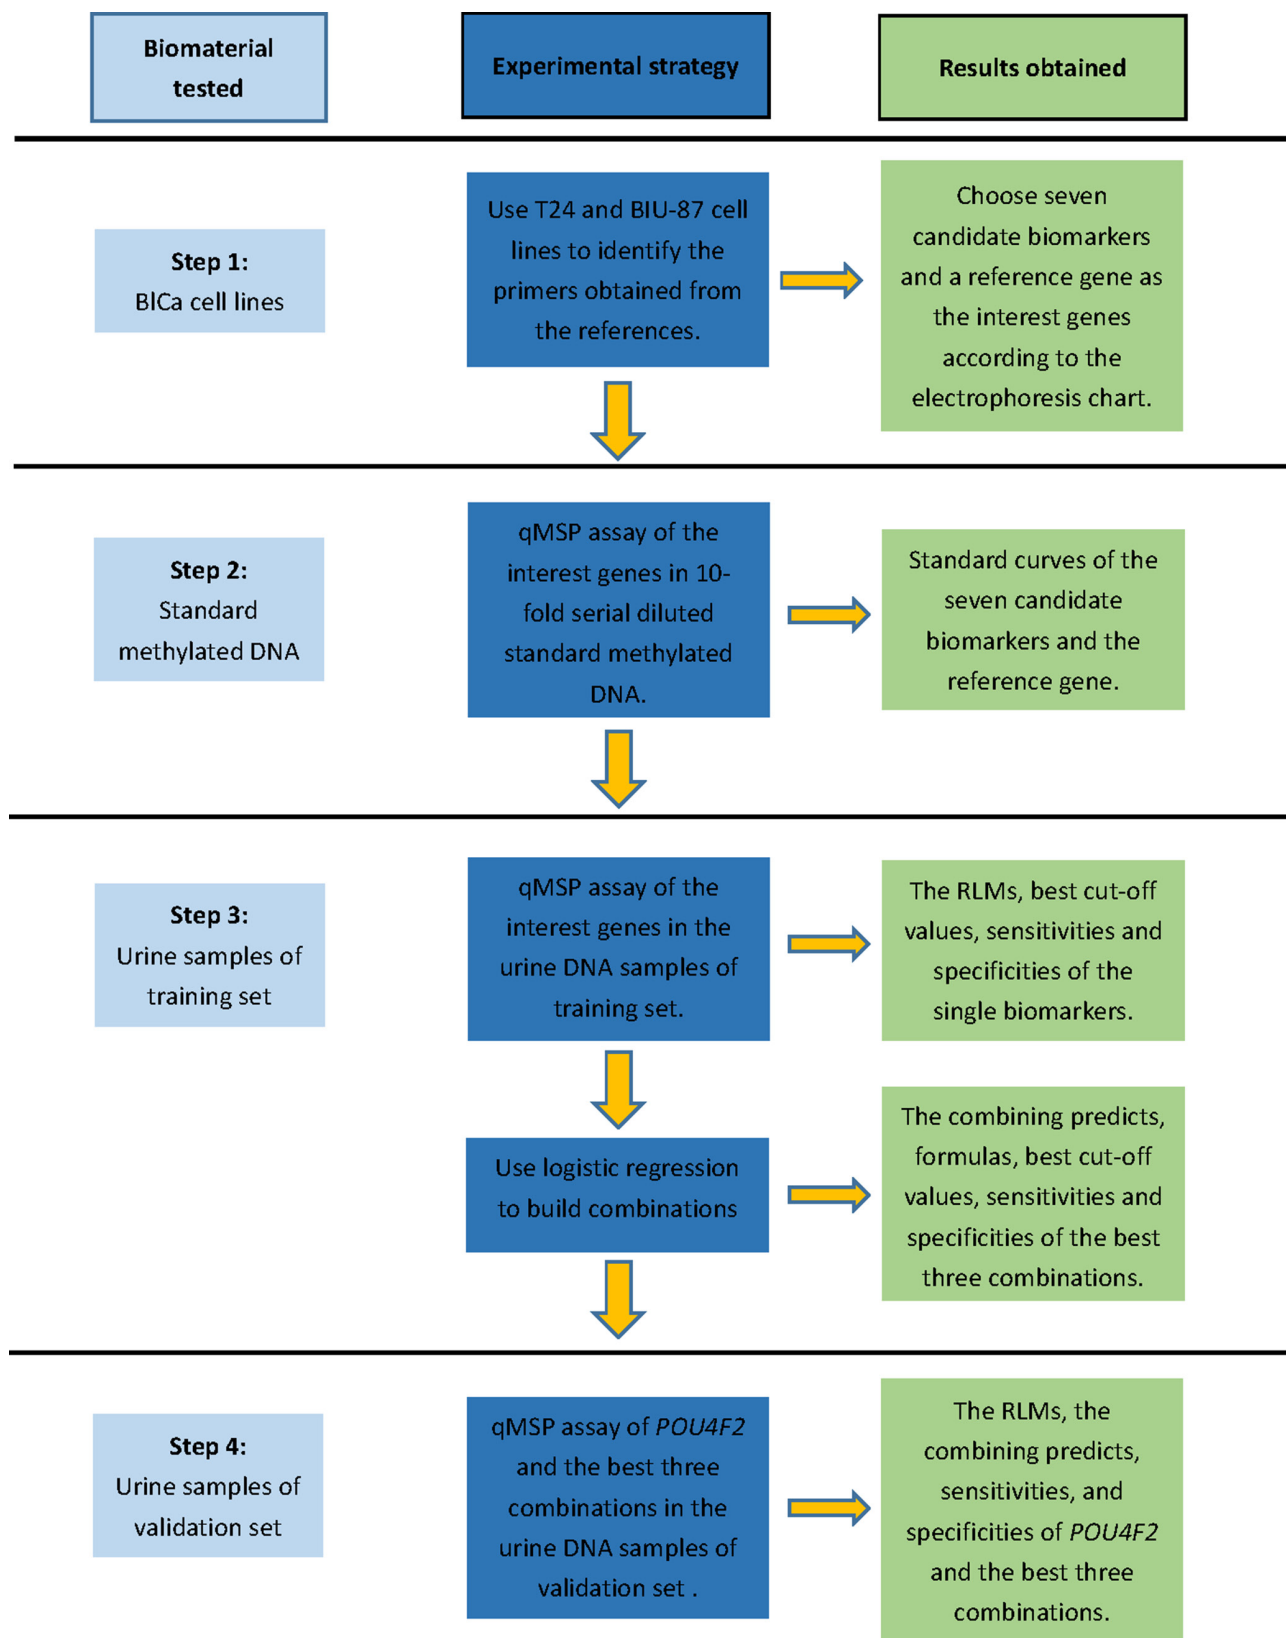 Biomaterial
tested
Experimental strategy
Results obtained
Step 1:
BlCa cell lines
Use T24 and BIU-87 cell
lines to identify the
primers obtained from
the references.
Choose seven
candidate biomarkers
and a reference gene as
the interest genes
according to the
electrophoresis chart.
Step 2:
Standard
methylated DNA
qMSP assay of the
interest genes in 10-
fold serial diluted
standard methylated
DNA.
Standard curves of the
seven candidate
biomarkers and the
reference gene.
Step 3:
Urine samples of
training set
qMSP assay of the
interest genes in the
urine DNA samples of
training set.
The RLMs, best cut-off
values, sensitivities and
specificities of the
single biomarkers.
Use logistic regression
to build combinations
The combining predicts,
formulas, best cut-off
values, sensitivities and
specificities of the best
three combinations.
Step 4:
Urine samples of
validation set
qMSP assay of POU4F2
and the best three
combinations in the
urine DNA samples of
validation set .
The RLMs, the
combining predicts,
sensitivities, and
specificities of POU4F2
and the best three
combinations.